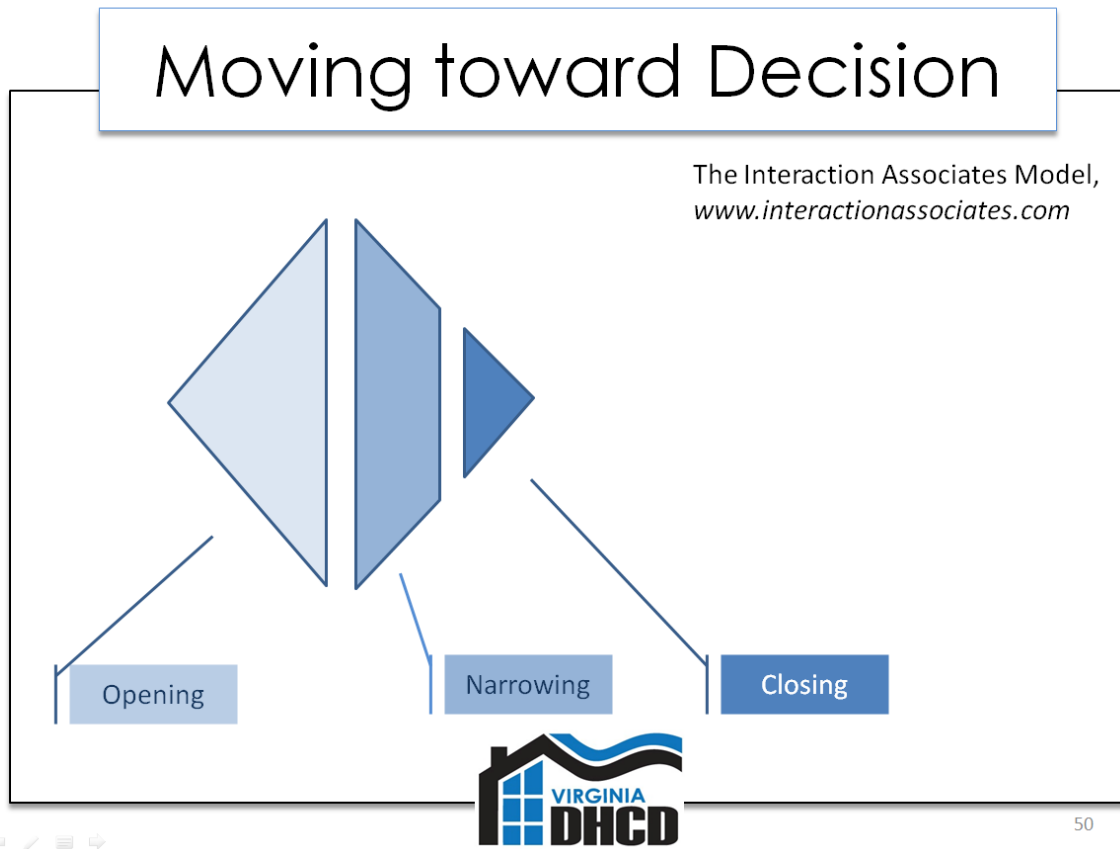 Moving toward Decision
The Interaction Associates Model,
www.interactionassociates.com
Opening
Narrowing
Closing
VIRGINIA
DHCD
50